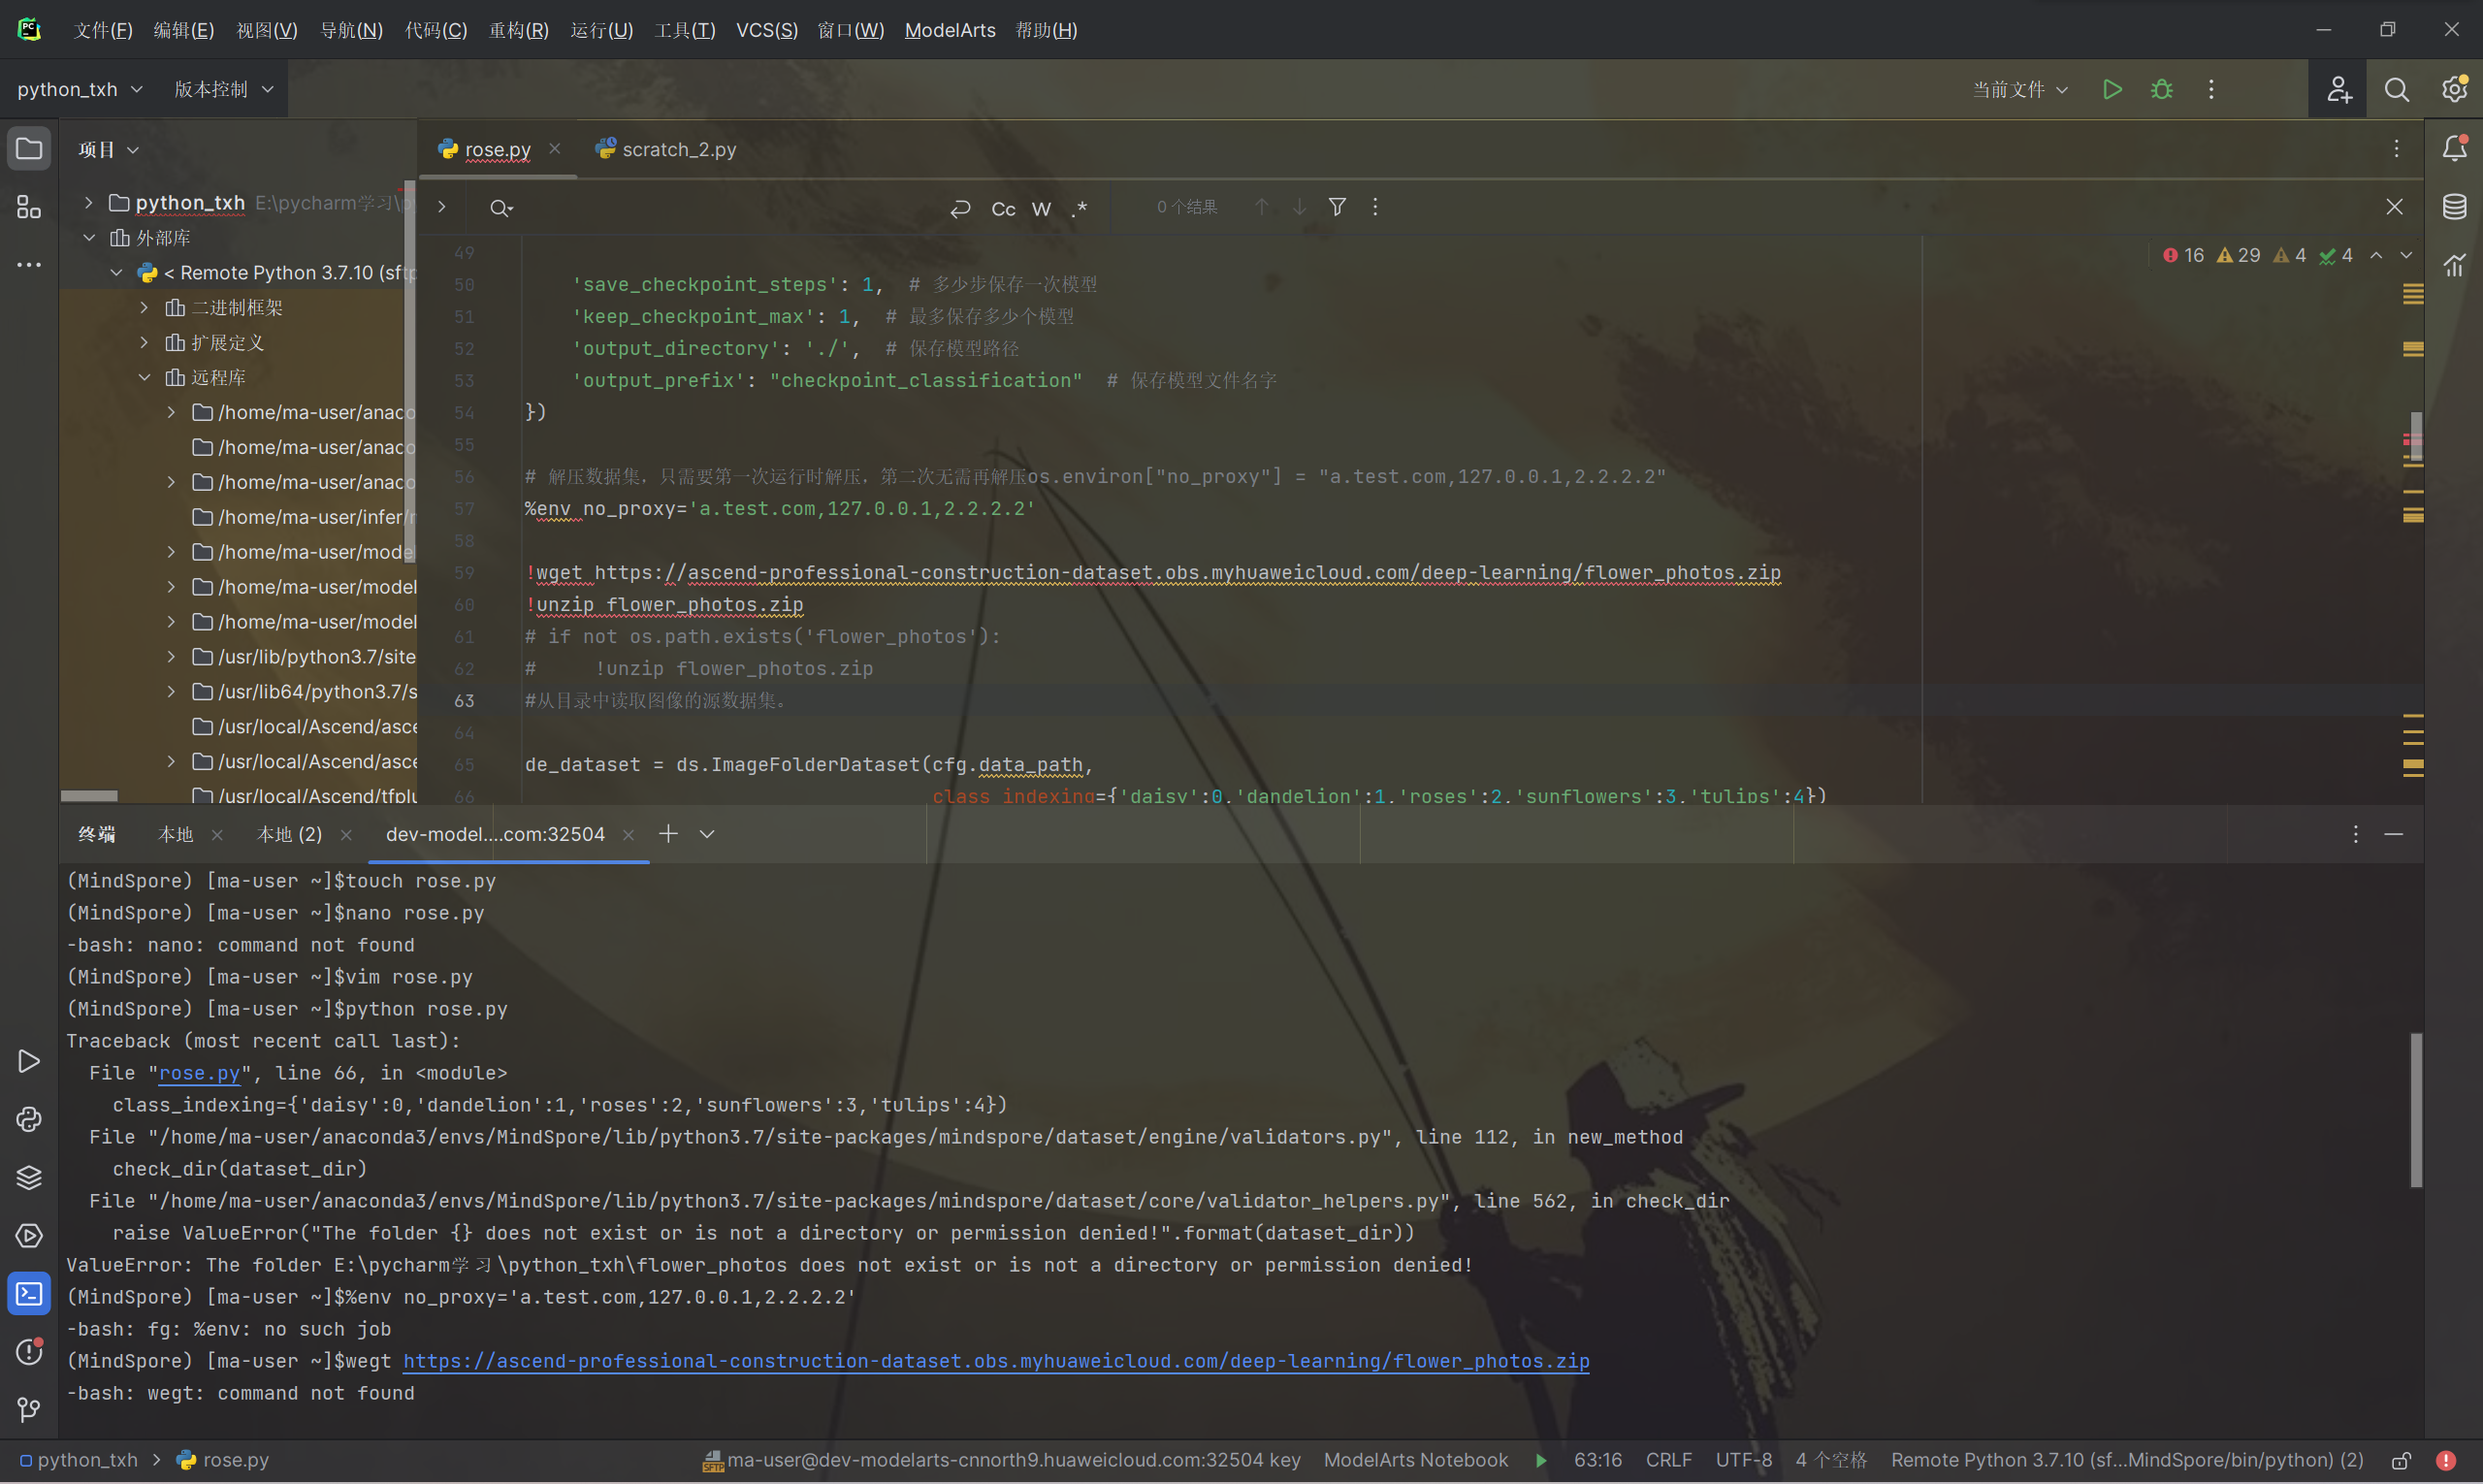 文件(F) 编辑(E) 视图(V) 导航(N) 代码(C) 重构(R) 运行(U) 工具(T) VCS(S) 窗口(W) ModelArts 帮助(H)
python_txh 版本控制 当前文件
项目
rose.py scratch_2.py
python_txh E:\pycharm学习\p
外部库
< Remote Python 3.7.10 (sftp
二进制框架
扩展定义
远程库
/home/ma-user/anaco
/home/ma-user/anaco
/home/ma-user/anaco
/home/ma-user/infer/
/home/ma-user/mode
/home/ma-user/model
/home/ma-user/model
/usr/lib/python3.7/site
/usr/lib64/python3.7/s
/usr/local/Ascend/asce
/usr/local/Ascend/asce
/usr/local/Ascend/tfplu
Cc W .* 0 个结果
16 29 4 4
49
50 'save_checkpoint_steps': 1,  # 多少步保存一次模型
51 'keep_checkpoint_max': 1,  # 最多保存多少个模型
52 'output_directory': './',  # 保存模型路径
53 'output_prefix': "checkpoint_classification"  # 保存模型文件名字
54 })
55
56 # 解压数据集，只需要第一次运行时解压，第二次无需再解压os.environ["no_proxy"] = "a.test.com,127.0.0.1,2.2.2.2"
57 %env no_proxy='a.test.com,127.0.0.1,2.2.2.2'
58
59 !wget https://ascend-professional-construction-dataset.obs.myhuaweicloud.com/deep-learning/flower_photos.zip
60 !unzip flower_photos.zip
61 # if not os.path.exists('flower_photos'):
62 #     !unzip flower_photos.zip
63 #从目录中读取图像的源数据集。
64
65 de_dataset = ds.ImageFolderDataset(cfg.data_path,
66 class_indexing={'daisy':0,'dandelion':1,'roses':2,'sunflowers':3,'tulips':4})
终端 本地 本地 (2) dev-model....com:32504
(MindSpore) [ma-user ~]$touch rose.py
(MindSpore) [ma-user ~]$nano rose.py
-bash: nano: command not found
(MindSpore) [ma-user ~]$vim rose.py
(MindSpore) [ma-user ~]$python rose.py
Traceback (most recent call last):
  File "rose.py", line 66, in <module>
    class_indexing={'daisy':0,'dandelion':1,'roses':2,'sunflowers':3,'tulips':4})
  File "/home/ma-user/anaconda3/envs/MindSpore/lib/python3.7/site-packages/mindspore/dataset/engine/validators.py", line 112, in new_method
    check_dir(dataset_dir)
  File "/home/ma-user/anaconda3/envs/MindSpore/lib/python3.7/site-packages/mindspore/dataset/core/validator_helpers.py", line 562, in check_dir
    raise ValueError("The folder {} does not exist or is not a directory or permission denied!".format(dataset_dir))
ValueError: The folder E:\pycharm学习\python_txh\flower_photos does not exist or is not a directory or permission denied!
(MindSpore) [ma-user ~]$%env no_proxy='a.test.com,127.0.0.1,2.2.2.2'
-bash: fg: %env: no such job
(MindSpore) [ma-user ~]$wegt https://ascend-professional-construction-dataset.obs.myhuaweicloud.com/deep-learning/flower_photos.zip
-bash: wegt: command not found
python_txh rose.py SFTP ma-user@dev-modelarts-cnnorth9.huaweicloud.com:32504 key ModelArts Notebook 63:16 CRLF UTF-8 4 个空格 Remote Python 3.7.10 (sf...MindSpore/bin/python) (2)